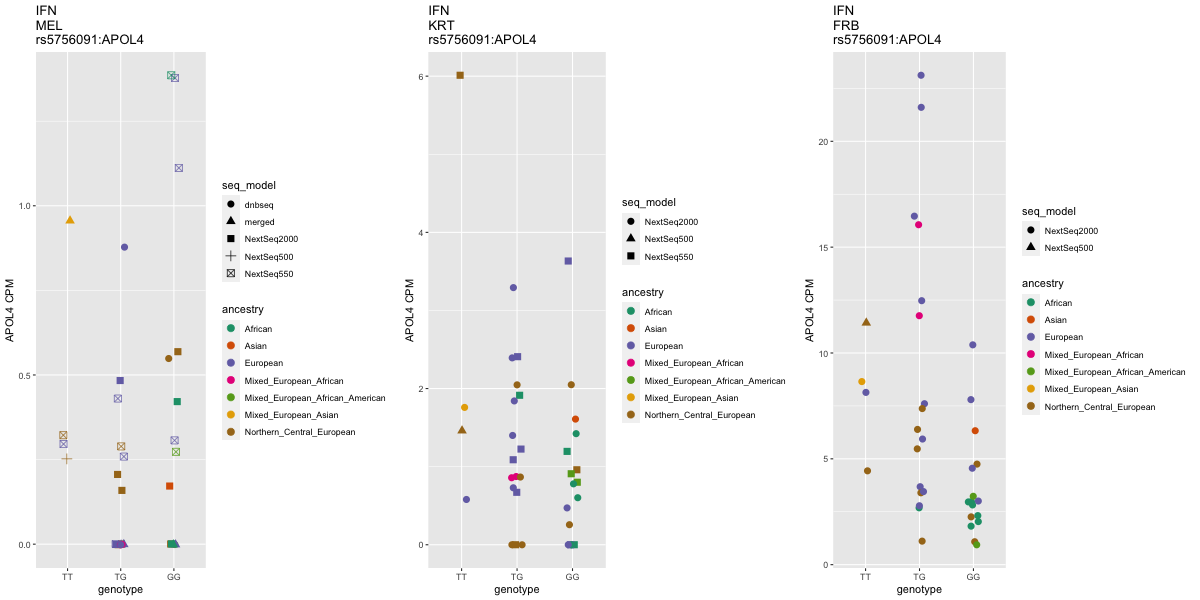 IFN
MEL
rs5756091:APOL4
APOL4 CPM
1.0
0.5
0.0
TT
TG
GG
genotype
seq_model
dnbseq
merged
NextSeq2000
NextSeq500
NextSeq550
ancestry
African
Asian
European
Mixed_European_African
Mixed_European_African_American
Mixed_European_Asian
Northern_Central_European
IFN
KRT
rs5756091:APOL4
APOL4 CPM
6
4
2
0
TT
TG
GG
genotype
seq_model
NextSeq2000
NextSeq500
NextSeq550
ancestry
African
Asian
European
Mixed_European_African
Mixed_European_African_American
Mixed_European_Asian
Northern_Central_European
IFN
FRB
rs5756091:APOL4
APOL4 CPM
20
15
10
5
0
TT
TG
GG
genotype
seq_model
NextSeq2000
NextSeq500
ancestry
African
Asian
European
Mixed_European_African
Mixed_European_African_American
Mixed_European_Asian
Northern_Central_European